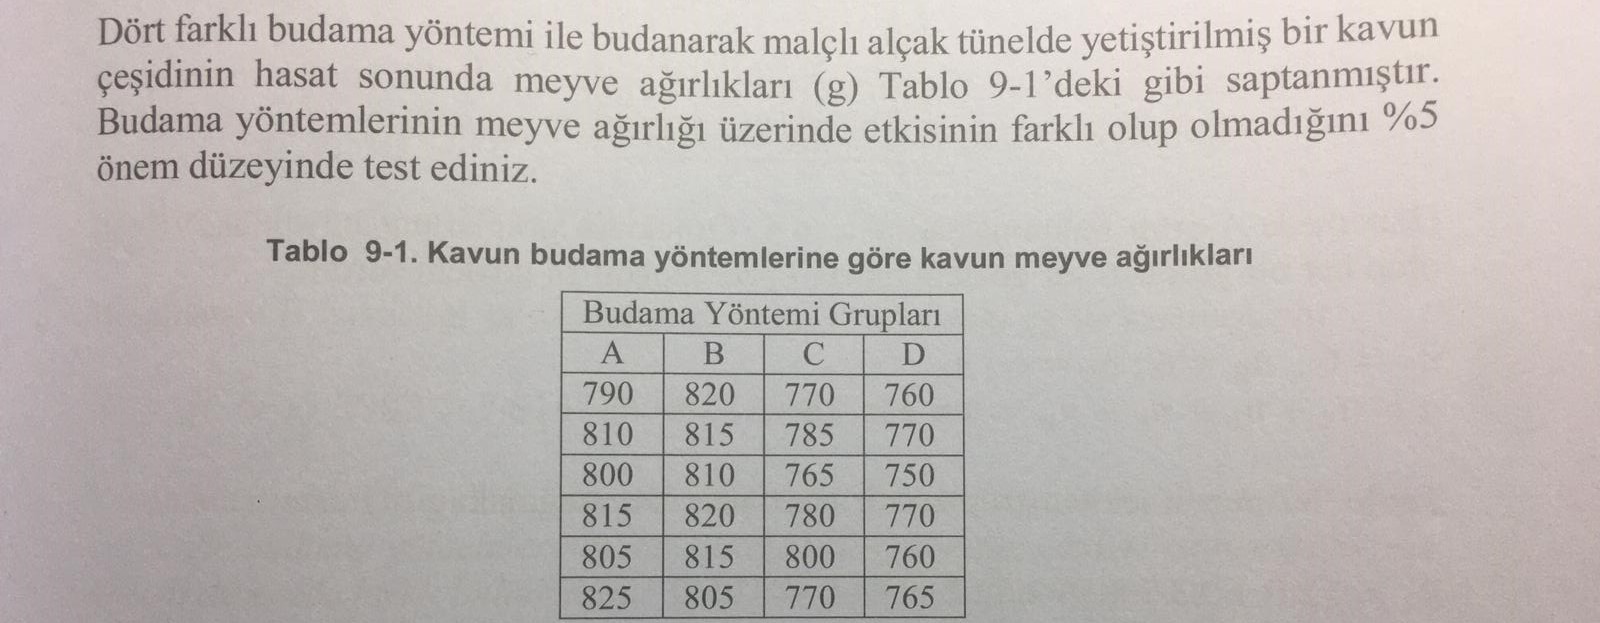 Dört farklı budama yöntemi ile budanarak malçlı alçak tünelde yetiştirilmiş bir kavun
çeşidinin hasat sonunda meyve ağırlıkları (g) Tablo 9-1’deki gibi saptanmıştır.
Budama yöntemlerinin meyve ağırlığı üzerinde etkisinin farklı olup olmadığını %5
önem düzeyinde test ediniz.
Tablo 9-1. Kavun budama yöntemlerine göre kavun meyve ağırlıkları
Budama Yöntemi Grupları
A B C D
790 820 770 760
810 815 785 770
800 810 765 750
815 820 780 770
805 815 800 760
825 805 770 765